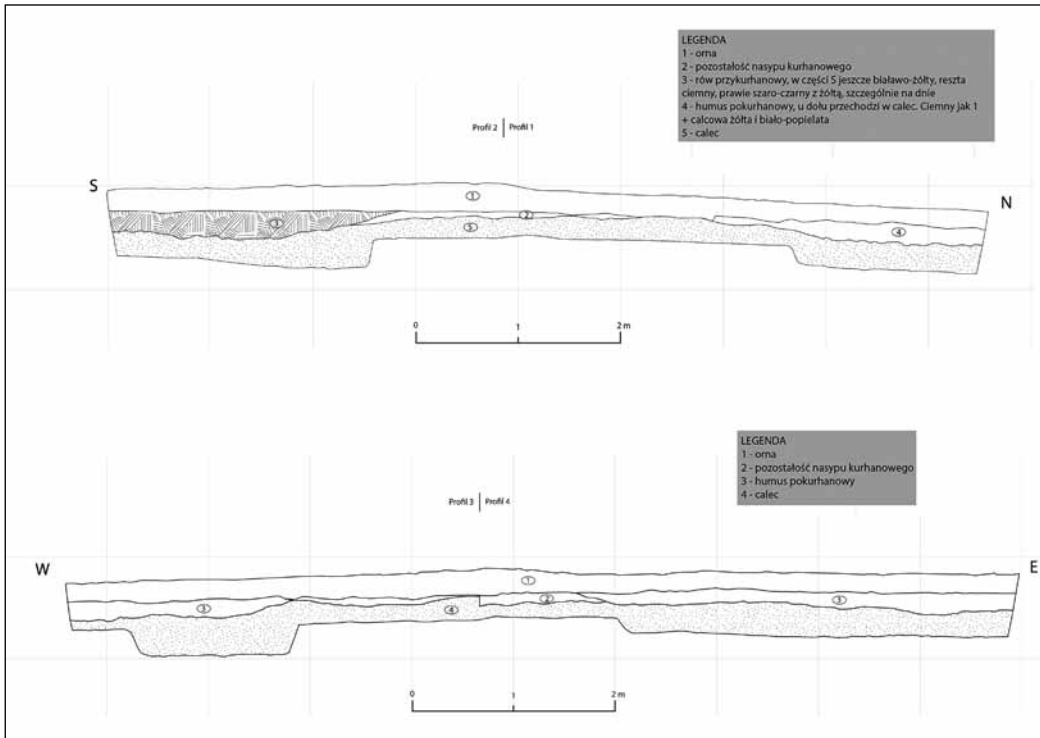 LEGENDA
1 - orna
2 - pozostałość nasypu kurhanowego
3 - rów przykurhanowy, w części S jeszcze białawo-żółty, reszta
ciemny, prawie szaro-czarny z żółtą, szczególnie na dnie
4 - humus pokurhanowy, u dołu przechodzi w calec. Ciemny jak 1
+ calcowa żółta i biało-popielata
5 - calec
Profil 2 | Profil 1
S
N
1
2
3
5
4
0 1 2 m
LEGENDA
1 - orna
2 - pozostałość nasypu kurhanowego
3 - humus pokurhanowy
4 - calec
Profil 3 | Profil 4
W
E
1
2
3
3
4
0 1 2 m